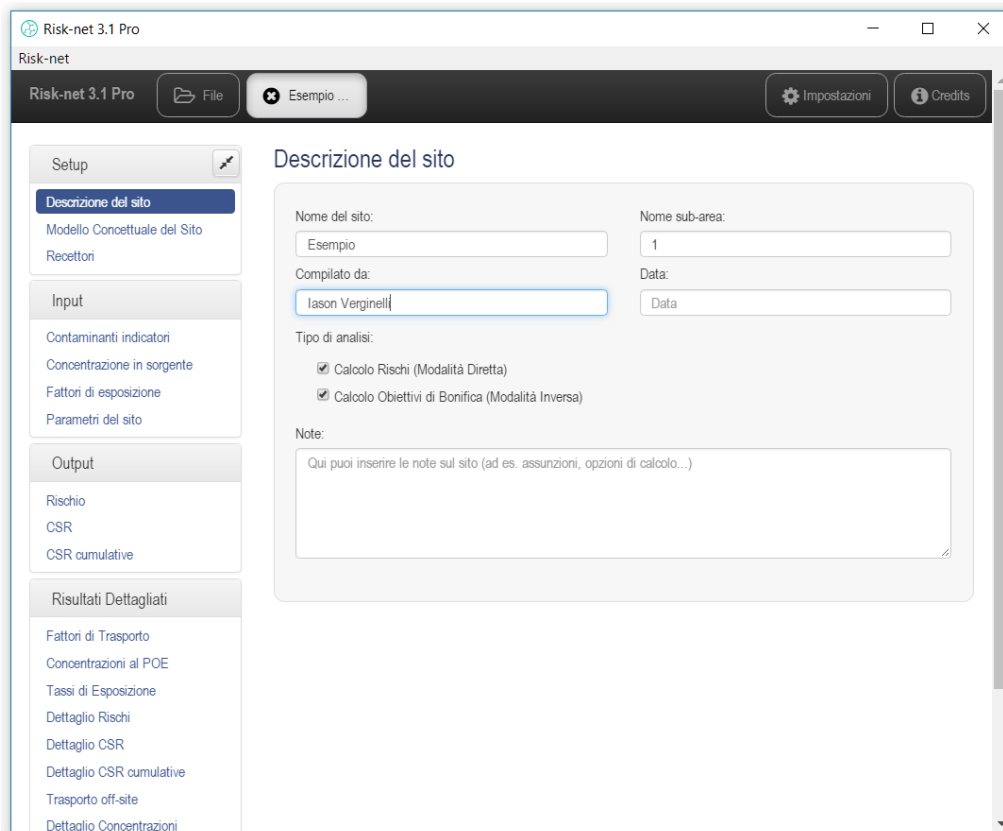 Risk-net 3.1 Pro
Risk-net
Risk-net 3.1 Pro
File
Esempio ...
Impostazioni
Credits
Setup
Descrizione del sito
Modello Concettuale del Sito
Recettori
Input
Contaminanti indicatori
Concentrazione in sorgente
Fattori di esposizione
Parametri del sito
Output
Rischio
CSR
CSR cumulative
Risultati Dettagliati
Fattori di Trasporto
Concentrazioni al POE
Tassi di Esposizione
Dettaglio Rischi
Dettaglio CSR
Dettaglio CSR cumulative
Trasporto off-site
Dettaglio Concentrazioni
Descrizione del sito
Nome del sito:
Nome sub-area:
Esempio
1
Compilato da:
Data:
Iason Verginelli
Data
Tipo di analisi:
Calcolo Rischi (Modalità Diretta)
Calcolo Obiettivi di Bonifica (Modalità Inversa)
Note:
Qui puoi inserire le note sul sito (ad es. assunzioni, opzioni di calcolo...)